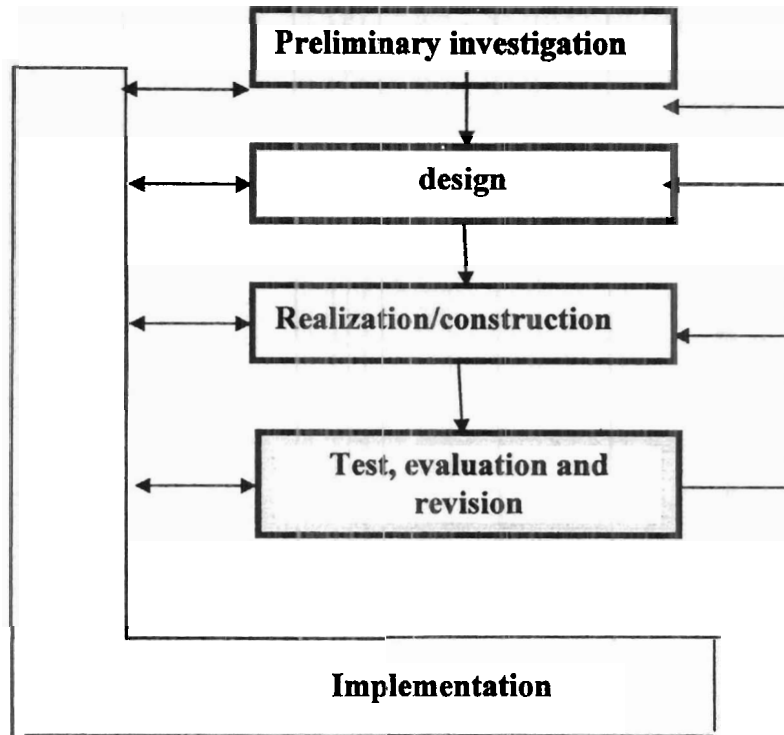 Preliminary investigation
design
Realization/construction
Test, evaluation and
revision
Implementation